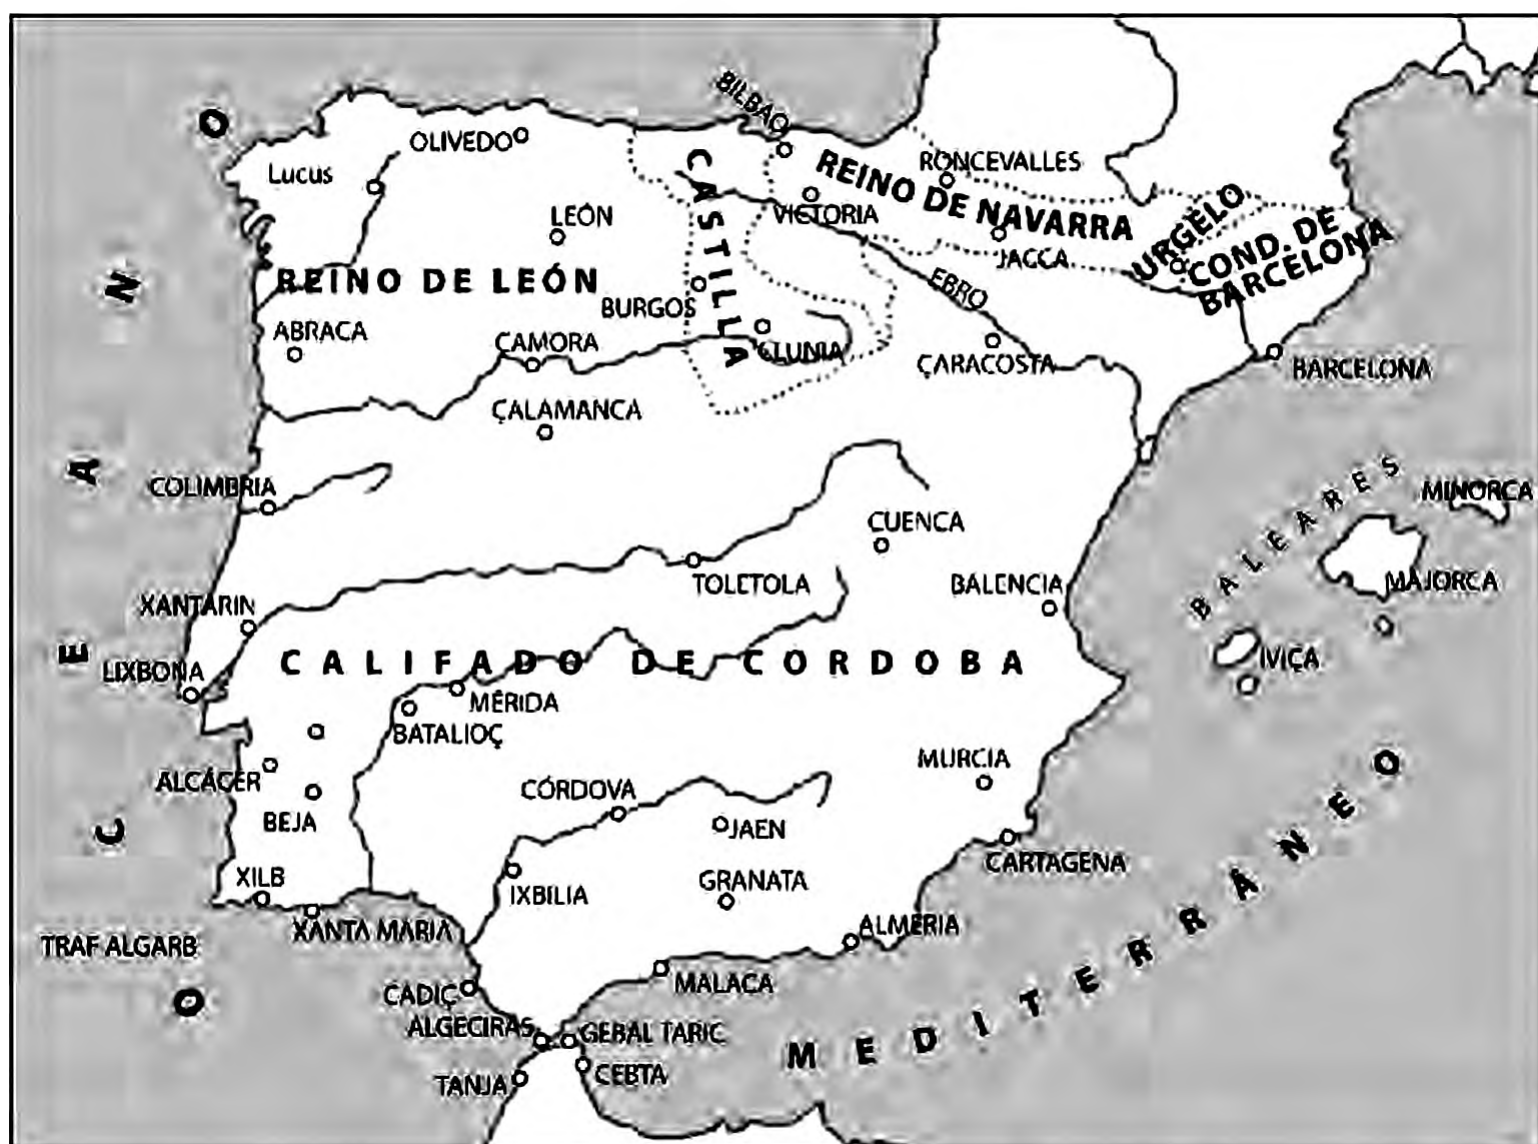 OCEANO
BILBAO
OLIVEDO
Lucus
REINO DE NAVARRA
RONCEVALLES
CASTILLA
VICTORIA
LEÓN
JACCA
URGELO
COND. DE
BARCELONA
REINO DE LEÓN
BURGOS
EBRO
ABRACA
CAMORA
CLUNIA
ÇARACOSTA
BARCELONA
ÇALAMANCA
COLIMBRIA
BALEARES
MINORCA
CUENCA
TOLETOLA
BALENCIA
MAJORCA
XANTARIN
CALIFADO DE CÓRDOBA
IVIÇA
LIXBONA
MÉRIDA
BATALIOÇ
ALCÁCER
MURCIA
CÓRDOVA
BEJA
JAEN
CARTAGENA
XILB
IXBILIA
GRANATA
XANTA MARIA
ALMERIA
TRAF ALGARB
MALACA
CADIÇ
ALGECIRAS
GEBAL TARIC
MEDITERRÂNEO
TANJA
CEBTA